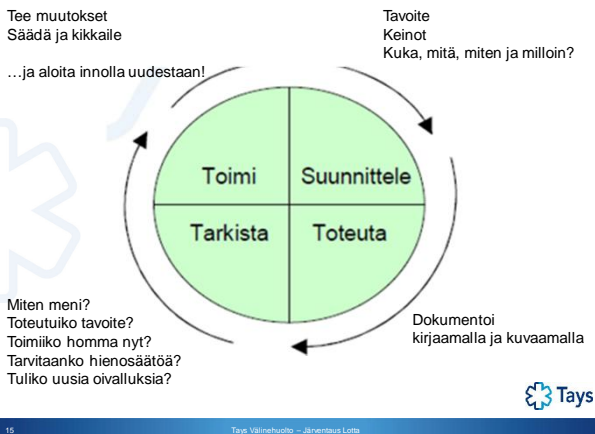 Tee muutokset
Säädä ja kikkaile
…ja aloita innolla uudestaan!
Tavoite
Keinot
Kuka, mitä, miten ja milloin?
Toimi
Suunnittele
Tarkista
Toteuta
Miten meni?
Toteutuiko tavoite?
Toimiiko homma nyt?
Tarvitaanko hienosäätöä?
Tuliko uusia oivalluksia?
Dokumentoi
kirjaamalla ja kuvaamalla
Tays
15
Tays Välinehuolto – Järventaus Lotta